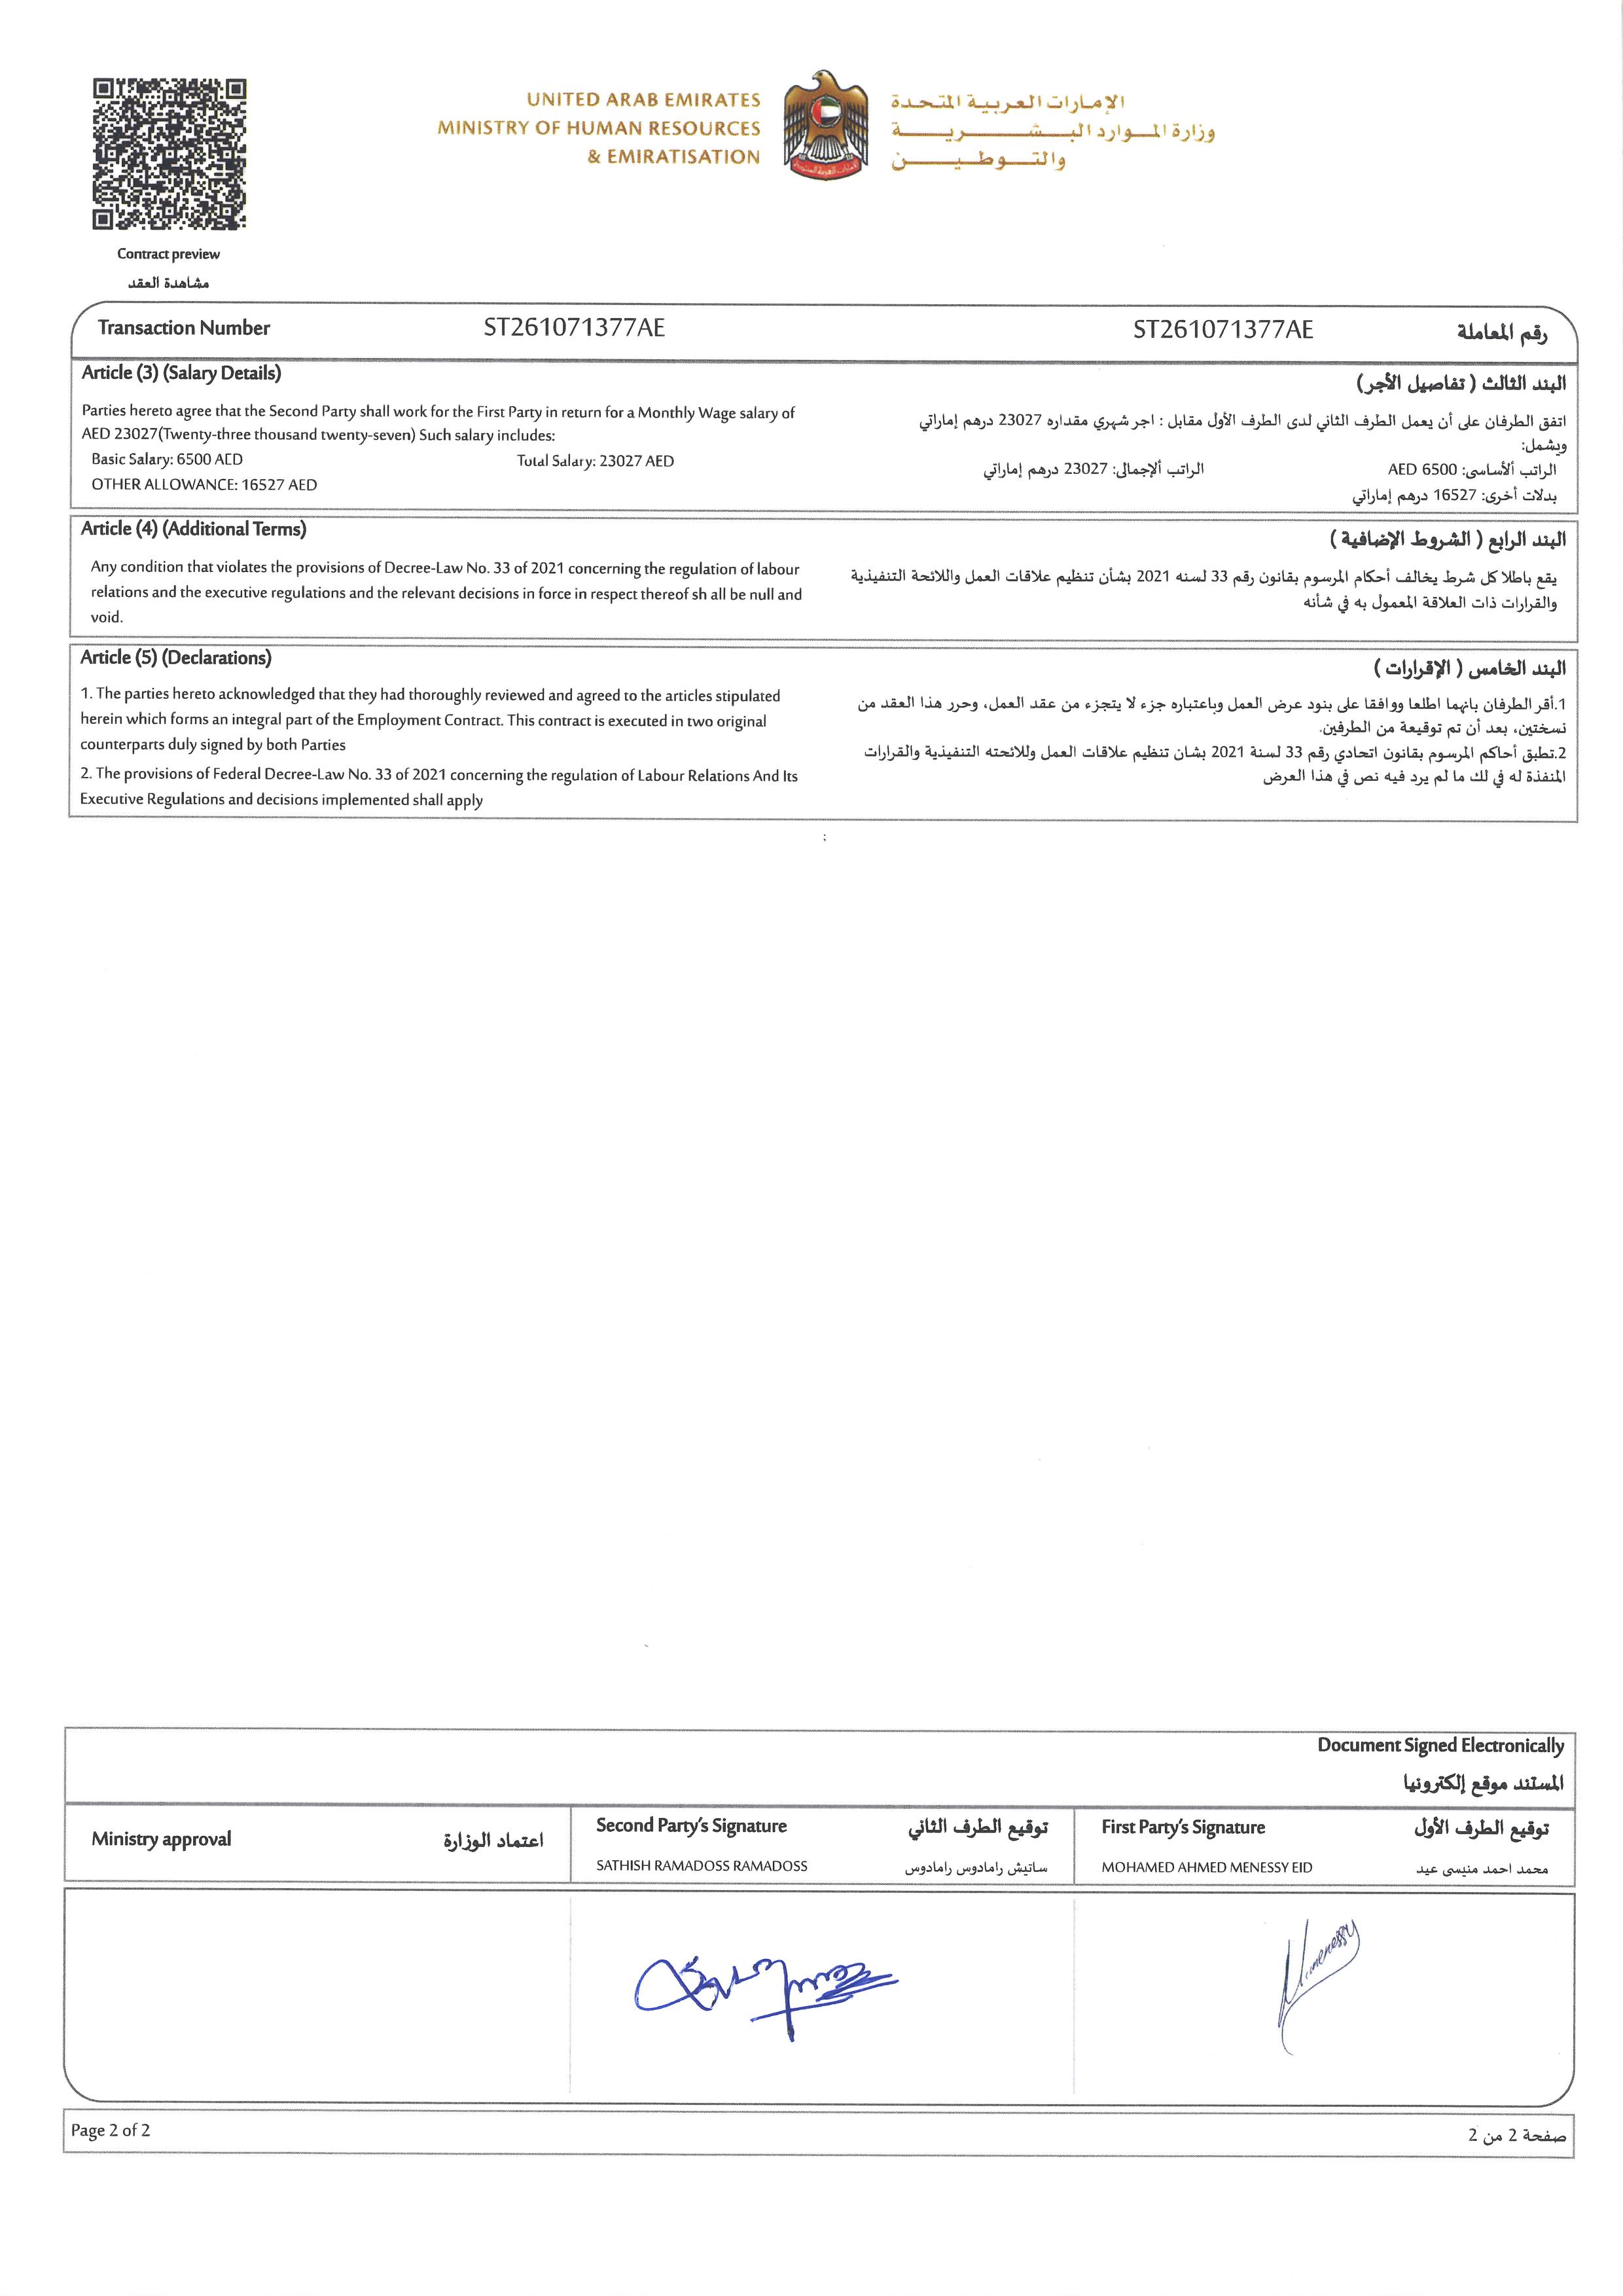 UNITED ARAB EMIRATES
MINISTRY OF HUMAN RESOURCES
& EMIRATISATION
الإمارات العربية المتحدة
وزارة الموارد البشرية
والتوطين
Contract preview
مشاهدة العقد
Transaction Number ST261071377AE
ST261071377AE رقم المعاملة
Article (3) (Salary Details)
Parties hereto agree that the Second Party shall work for the First Party in return for a Monthly Wage salary of
AED 23027(Twenty-three thousand twenty-seven) Such salary includes:
Basic Salary: 6500 AED Total Salary: 23027 AED
OTHER ALLOWANCE: 16527 AED
البند الثالث ( تفاصيل الأجر)
اتفق الطرفان على أن يعمل الطرف الثاني لدى الطرف الأول مقابل : اجر شهري مقداره 23027 درهم إماراتي
ويشمل:
الراتب ألأساسى: 6500 AED الراتب ألإجمالى: 23027 درهم إماراتي
بدلات أخرى: 16527 درهم إماراتي
Article (4) (Additional Terms)
Any condition that violates the provisions of Decree-Law No. 33 of 2021 concerning the regulation of labour
relations and the executive regulations and the relevant decisions in force in respect thereof sh all be null and
void.
البند الرابع ( الشروط الإضافية )
يقع باطلا كل شرط يخالف أحكام المرسوم بقانون رقم 33 لسنه 2021 بشأن تنظيم علاقات العمل واللائحة التنفيذية
والقرارات ذات العلاقة المعمول به في شأنه
Article (5) (Declarations)
1. The parties hereto acknowledged that they had thoroughly reviewed and agreed to the articles stipulated
herein which forms an integral part of the Employment Contract. This contract is executed in two original
counterparts duly signed by both Parties
2. The provisions of Federal Decree-Law No. 33 of 2021 concerning the regulation of Labour Relations And Its
Executive Regulations and decisions implemented shall apply
البند الخامس ( الإقرارات )
1.أقر الطرفان بانهما اطلعا ووافقا على بنود عرض العمل وباعتباره جزء لا يتجزء من عقد العمل، وحرر هذا العقد من
نسختين، بعد أن تم توقيعة من الطرفين.
2.تطبق أحاكم المرسوم بقانون اتحادي رقم 33 لسنة 2021 بشان تنظيم علاقات العمل وللائحته التنفيذية والقرارات
المنفذة له في لك ما لم يرد فيه نص في هذا العرض
Document Signed Electronically
المستند موقع إلكترونيا
Ministry approval اعتماد الوزارة
Second Party's Signature توقيع الطرف الثاني
SATHISH RAMADOSS RAMADOSS ساتيش رامادوس رامادوس
First Party's Signature توقيع الطرف الأول
MOHAMED AHMED MENESSY EID محمد احمد منيسى عيد
Menessy
Page 2 of 2
صفحة 2 من 2